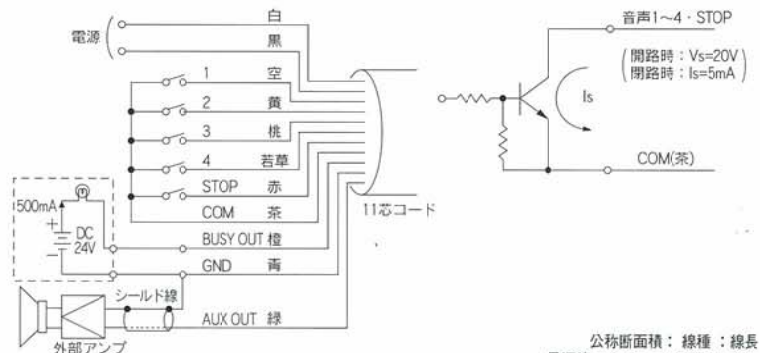 電源
白
黒
1 空
2 黄
3 桃
4 若草
STOP 赤
COM 茶
BUSY OUT 橙
GND 青
AUX OUT 緑
500mA
+
DC
24V
−
シールド線
外部アンプ
11芯コード
音声1~4・STOP
(開路時:Vs=20V
閉路時:Is=5mA)
Is
COM(茶)
公称断面積: 線種 :線長